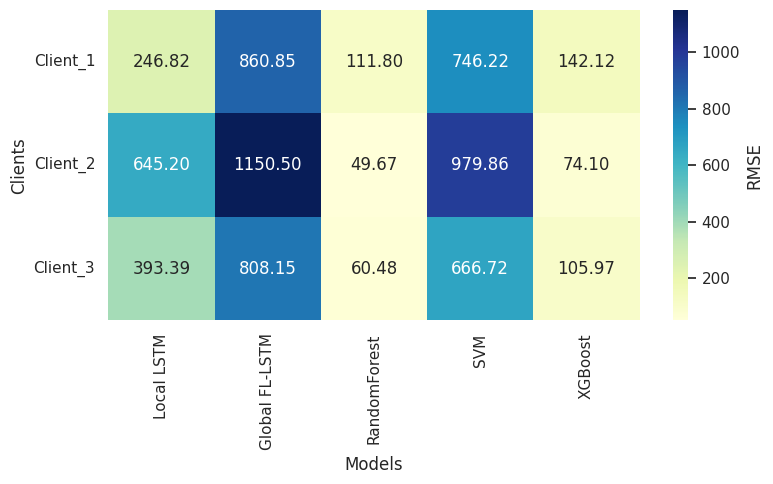 Client_1 246.82 860.85 111.80 746.22 142.12
Client_2 645.20 1150.50 49.67 979.86 74.10
Client_3 393.39 808.15 60.48 666.72 105.97
Clients
Local LSTM
Global FL-LSTM
RandomForest
SVM
XGBoost
Models
1000
800
600
400
200
RMSE